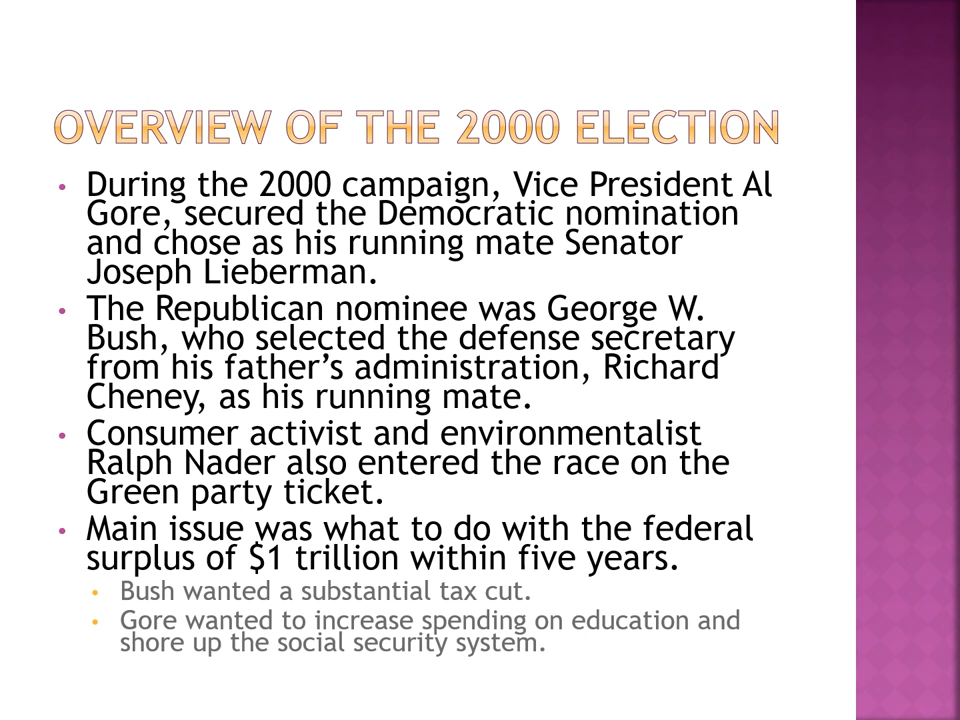 OVERVIEW OF THE 2000 ELECTION
• During the 2000 campaign, Vice President Al
Gore, secured the Democratic nomination
and chose as his running mate Senator
Joseph Lieberman.
• The Republican nominee was George W.
Bush, who selected the defense secretary
from his father’s administration, Richard
Cheney, as his running mate.
• Consumer activist and environmentalist
Ralph Nader also entered the race on the
Green party ticket.
• Main issue was what to do with the federal
surplus of $1 trillion within five years.
• Bush wanted a substantial tax cut.
• Gore wanted to increase spending on education and
shore up the social security system.